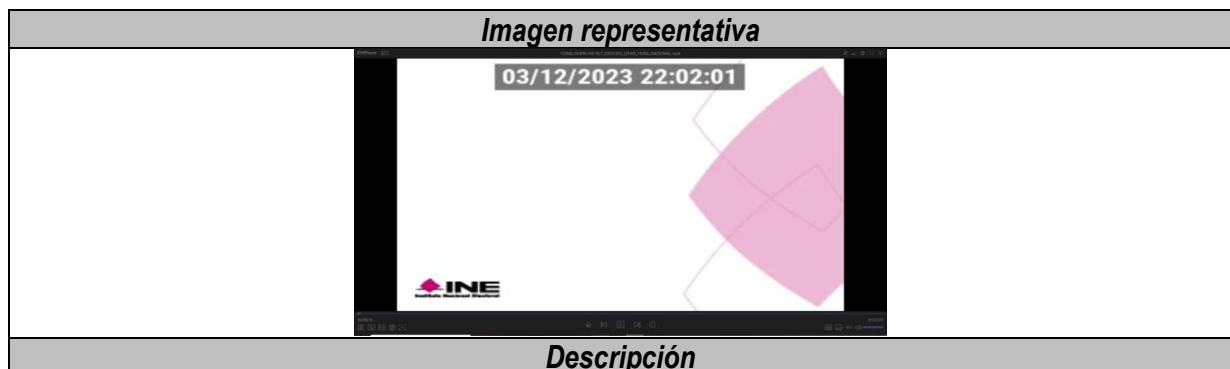 Imagen representativa
03/12/2023 22:02:01
INE
Instituto Nacional Electoral
Descripción